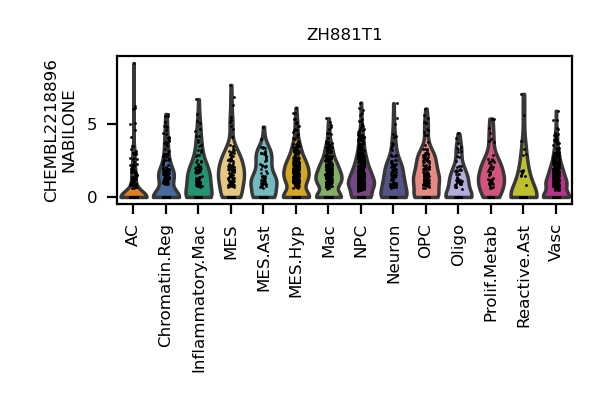 ZH881T1
CHEMBL2218896
NABILONE
5
0
AC
Chromatin.Reg
Inflammatory.Mac
MES
MES.Ast
MES.Hyp
Mac
NPC
Neuron
OPC
Oligo
Prolif.Metab
Reactive.Ast
Vasc